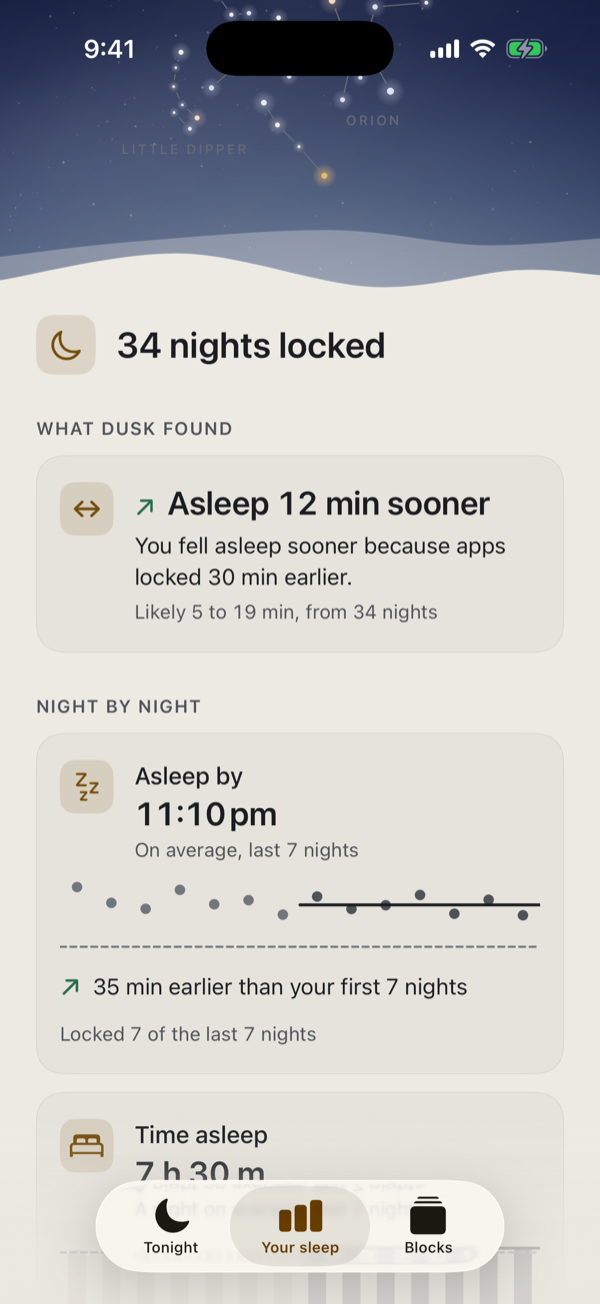 9:41
ORION
LITTLE DIPPER
34 nights locked
WHAT DUSK FOUND
Asleep 12 min sooner
You fell asleep sooner because apps
locked 30 min earlier.
Likely 5 to 19 min, from 34 nights
NIGHT BY NIGHT
zzz
Asleep by
11:10 pm
On average, last 7 nights
35 min earlier than your first 7 nights
Locked 7 of the last 7 nights
Time asleep
7 h 30 m
Tonight
Your sleep
Blocks